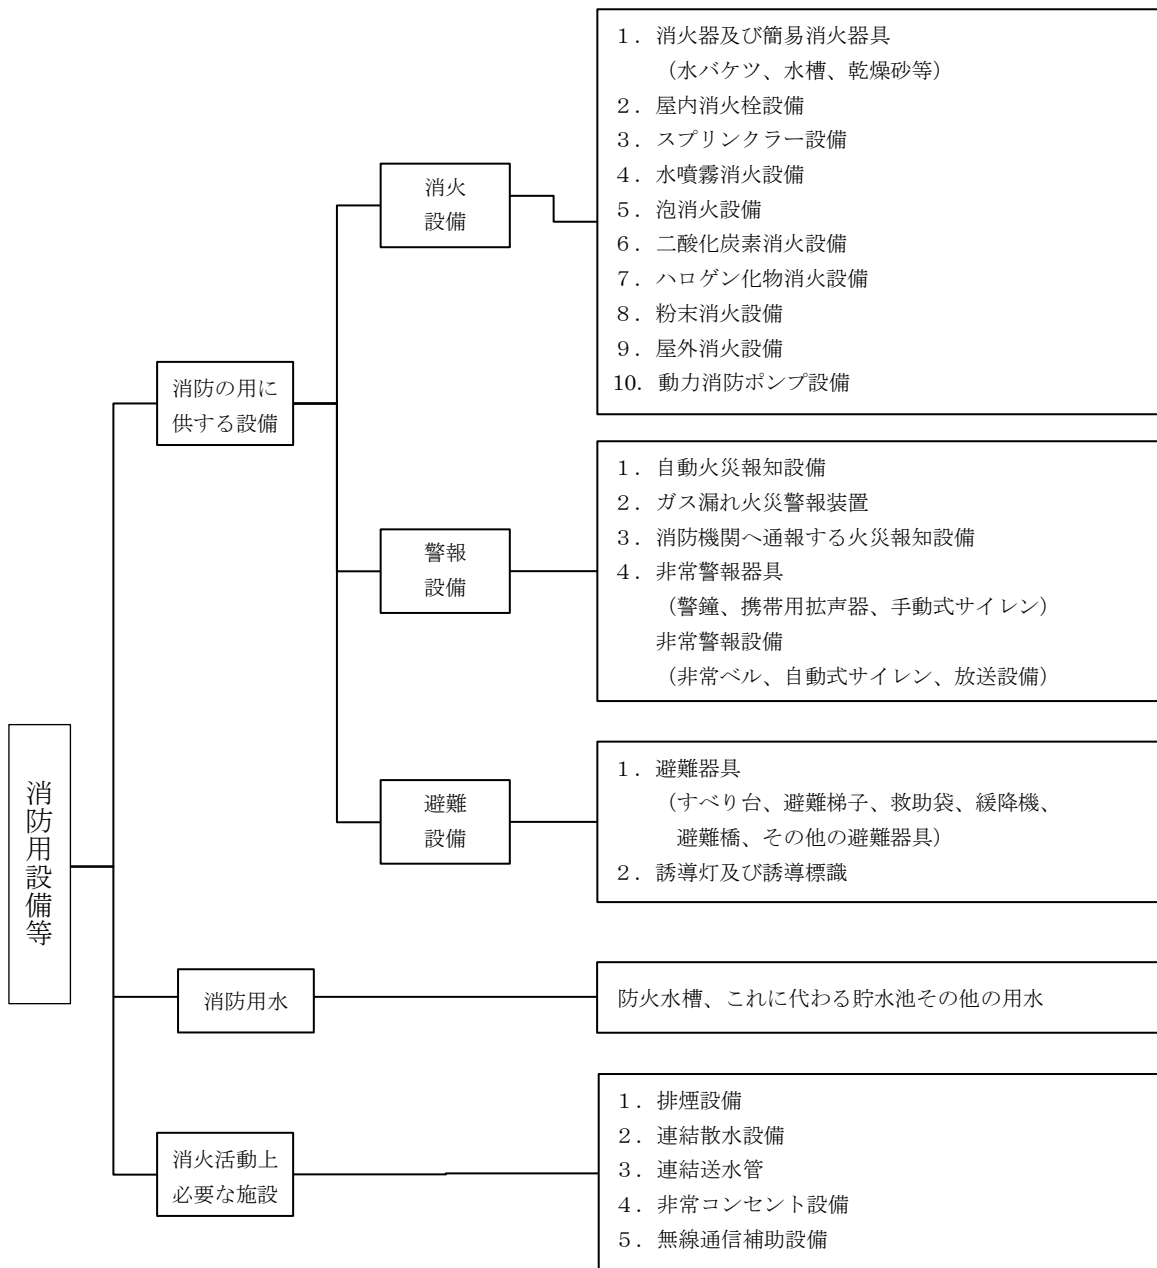 消防用設備等
消防の用に
供する設備
消火
設備
１．消火器及び簡易消火器具
（水バケツ、水槽、乾燥砂等）
２．屋内消火栓設備
３．スプリンクラー設備
４．水噴霧消火設備
５．泡消火設備
６．二酸化炭素消火設備
７．ハロゲン化物消火設備
８．粉末消火設備
９．屋外消火設備
10．動力消防ポンプ設備
警報
設備
１．自動火災報知設備
２．ガス漏れ火災警報装置
３．消防機関へ通報する火災報知設備
４．非常警報器具
（警鐘、携帯用拡声器、手動式サイレン）
非常警報設備
（非常ベル、自動式サイレン、放送設備）
避難
設備
１．避難器具
（すべり台、避難梯子、救助袋、緩降機、
避難橋、その他の避難器具）
２．誘導灯及び誘導標識
消防用水
防火水槽、これに代わる貯水池その他の用水
消火活動上
必要な施設
１．排煙設備
２．連結散水設備
３．連結送水管
４．非常コンセント設備
５．無線通信補助設備